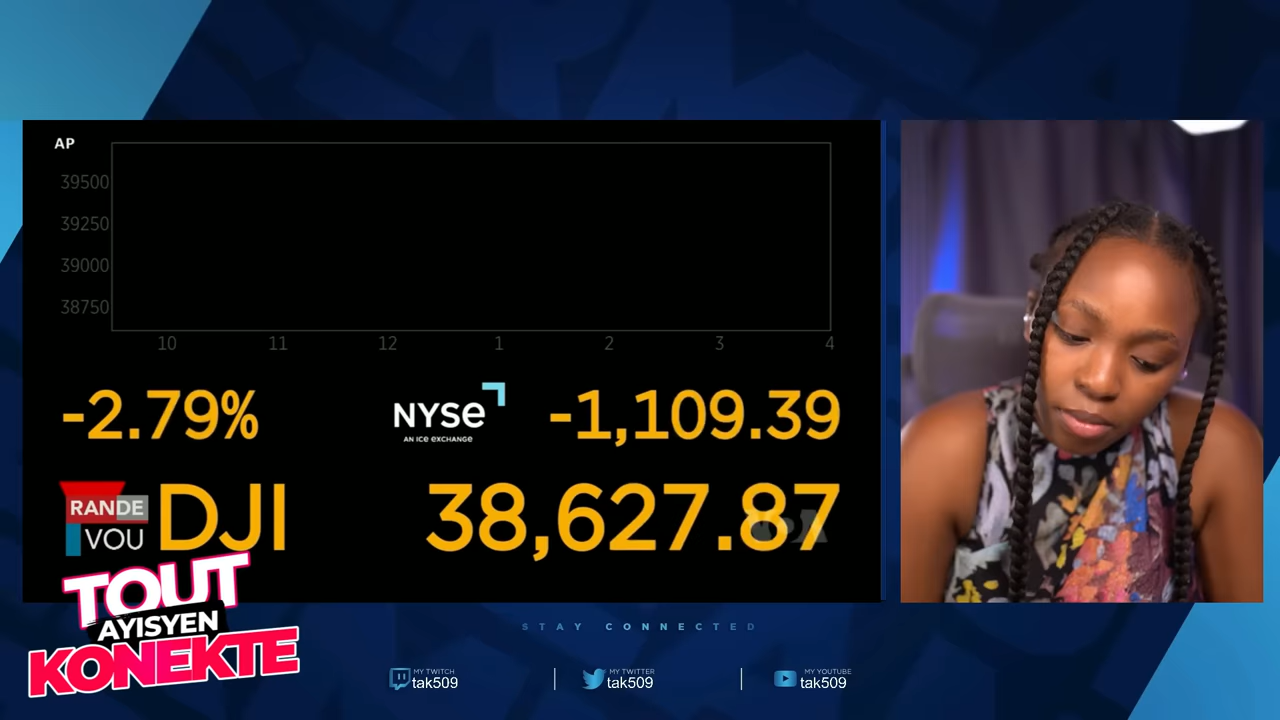 AP
39500
39250
39000
38750
10 11 12 1 2 3 4
-2.79%
NYSE
AN ICE EXCHANGE
-1,109.39
RANDE
VOU
DJI
38,627.87
VOA
TOUT
AYISYEN
KONEKTE
STAY CONNECTED
MY TWITCH
tak509
MY TWITTER
tak509
MY YOUTUBE
tak509